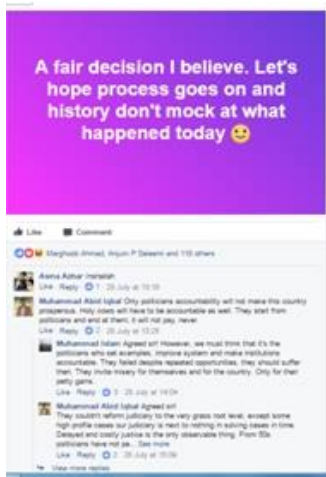 A fair decision I believe. Let's
hope process goes on and
history don't mock at what
happened today
Like Comment
Marghoob Ahmad, Anjum P Saleemi and 118 others
Asma Azhar
Like · Reply · 1 · 28 July at
Muhammad Abid Iqbal Only politicians accountability will not make this country
prosperous. Holy cows will have to be accountable as well. They start from
politicians and end at them, it will not pay, never.
Like · Reply · 2 · 28 July at 13:28
Muhammad Islam Agreed sir! However, we must think that it's the
politicians who set examples, improve system and make institutions
accountable. They failed despite repeated opportunities, they should suffer
then. They invite misery for themselves and for the country. Only for their
petty gains.
Like · Reply · 3 · 28 July at 14:04
Muhammad Abid Iqbal Agreed sir!
They couldn't reform judiciary to the very grass root level, except some
high profile cases our judiciary is next to nothing in solving cases in time.
Delayed and costly justice is the only observable thing. From 50s
politicians have not pa... See more
Like · Reply · 2 · 28 July at
View more replies